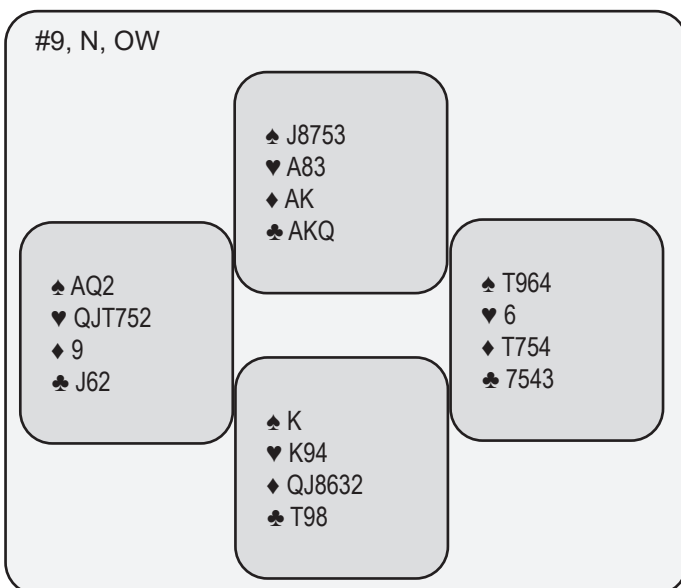 #9, N, OW
♠ J8753
♥ A83
♦ AK
♣ AKQ
♠ AQ2
♥ QJT752
♦ 9
♣ J62
♠ T964
♥ 6
♦ T754
♣ 7543
♠ K
♥ K94
♦ QJ8632
♣ T98